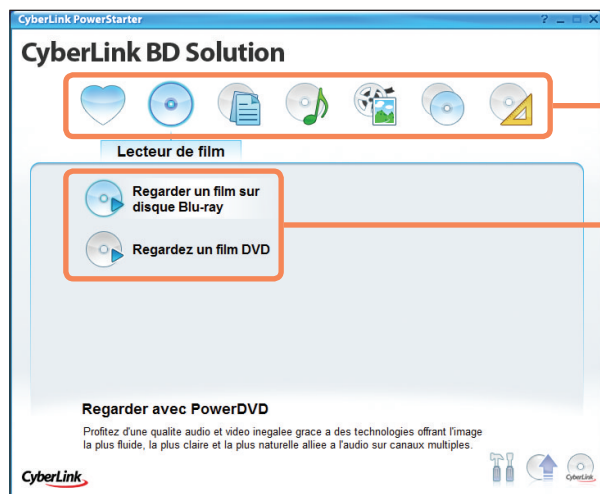 CyberLink PowerStarter
CyberLink BD Solution
Lecteur de film
Regarder un film sur
disque Blu-ray
Regardez un film DVD
Regarder avec PowerDVD
Profitez d'une qualite audio et video inegalee grace a des technologies offrant l'image
la plus fluide, la plus claire et la plus naturelle alliee a l'audio sur canaux multiples.
CyberLink
CyberLink